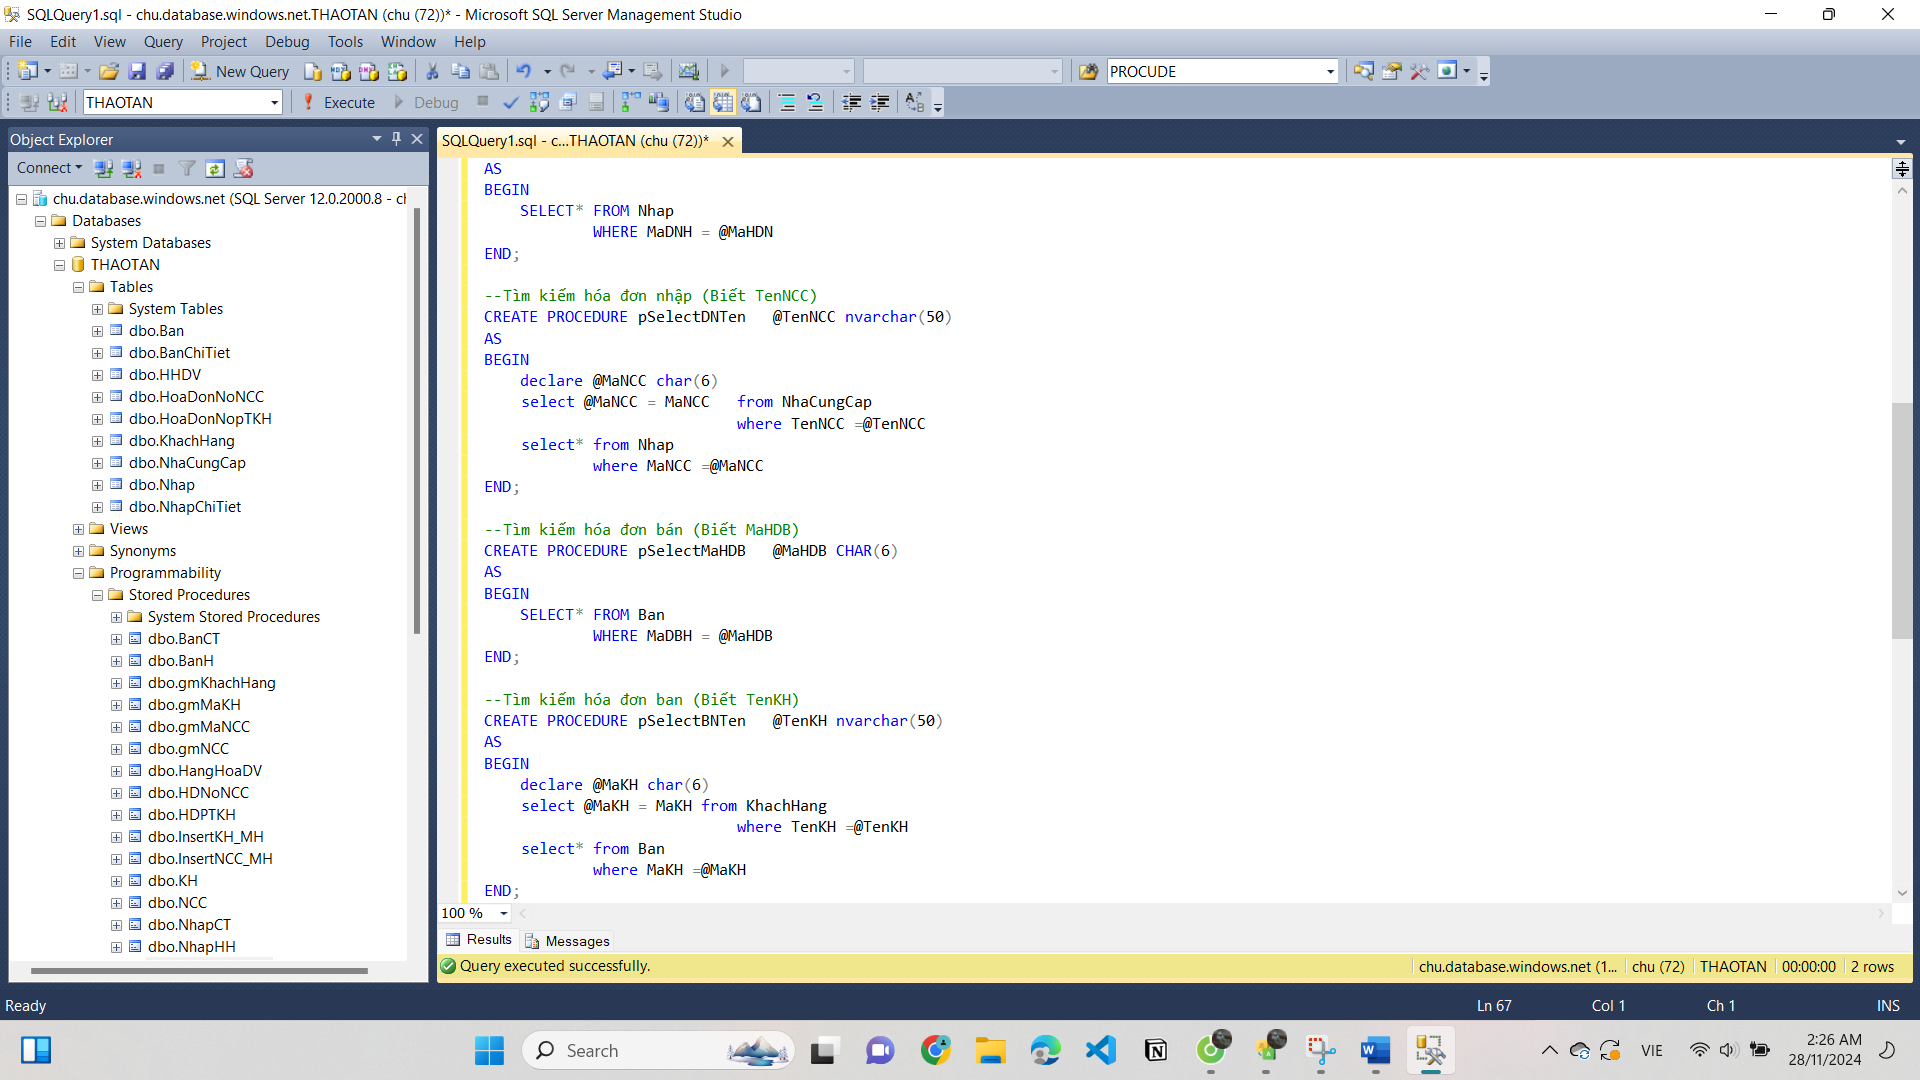 SQLQuery1.sql - chu.database.windows.net.THAOTAN (chu (72))* - Microsoft SQL Server Management Studio
File Edit View Query Project Debug Tools Window Help
New Query PROCUDE
THAOTAN Execute Debug
Object Explorer
Connect
chu.database.windows.net (SQL Server 12.0.2000.8 - cl
Databases
System Databases
THAOTAN
Tables
System Tables
dbo.Ban
dbo.BanChiTiet
dbo.HHDV
dbo.HoaDonNoNCC
dbo.HoaDonNopTKH
dbo.KhachHang
dbo.NhaCungCap
dbo.Nhap
dbo.NhapChiTiet
Views
Synonyms
Programmability
Stored Procedures
System Stored Procedures
dbo.BanCT
dbo.BanH
dbo.gmKhachHang
dbo.gmMaKH
dbo.gmMaNCC
dbo.gmNCC
dbo.HangHoaDV
dbo.HDNoNCC
dbo.HDPTKH
dbo.InsertKH_MH
dbo.InsertNCC_MH
dbo.KH
dbo.NCC
dbo.NhapCT
dbo.NhapHH
SQLQuery1.sql - c...THAOTAN (chu (72))*
AS
BEGIN
SELECT* FROM Nhap
WHERE MaDNH = @MaHDN
END;
--Tìm kiếm hóa đơn nhập (Biết TenNCC)
CREATE PROCEDURE pSelectDNTen @TenNCC nvarchar(50)
AS
BEGIN
declare @MaNCC char(6)
select @MaNCC = MaNCC from NhaCungCap
where TenNCC =@TenNCC
select* from Nhap
where MaNCC =@MaNCC
END;
--Tìm kiếm hóa đơn bán (Biết MaHDB)
CREATE PROCEDURE pSelectMaHDB @MaHDB CHAR(6)
AS
BEGIN
SELECT* FROM Ban
WHERE MaDBH = @MaHDB
END;
--Tìm kiếm hóa đơn ban (Biết TenKH)
CREATE PROCEDURE pSelectBNTen @TenKH nvarchar(50)
AS
BEGIN
declare @MaKH char(6)
select @MaKH = MaKH from KhachHang
where TenKH =@TenKH
select* from Ban
where MaKH =@MaKH
END;
100 %
Results Messages
Query executed successfully. chu.database.windows.net (1... chu (72) THAOTAN 00:00:00 2 rows
Ready Ln 67 Col 1 Ch 1 INS
Search VIE 2:26 AM
28/11/2024